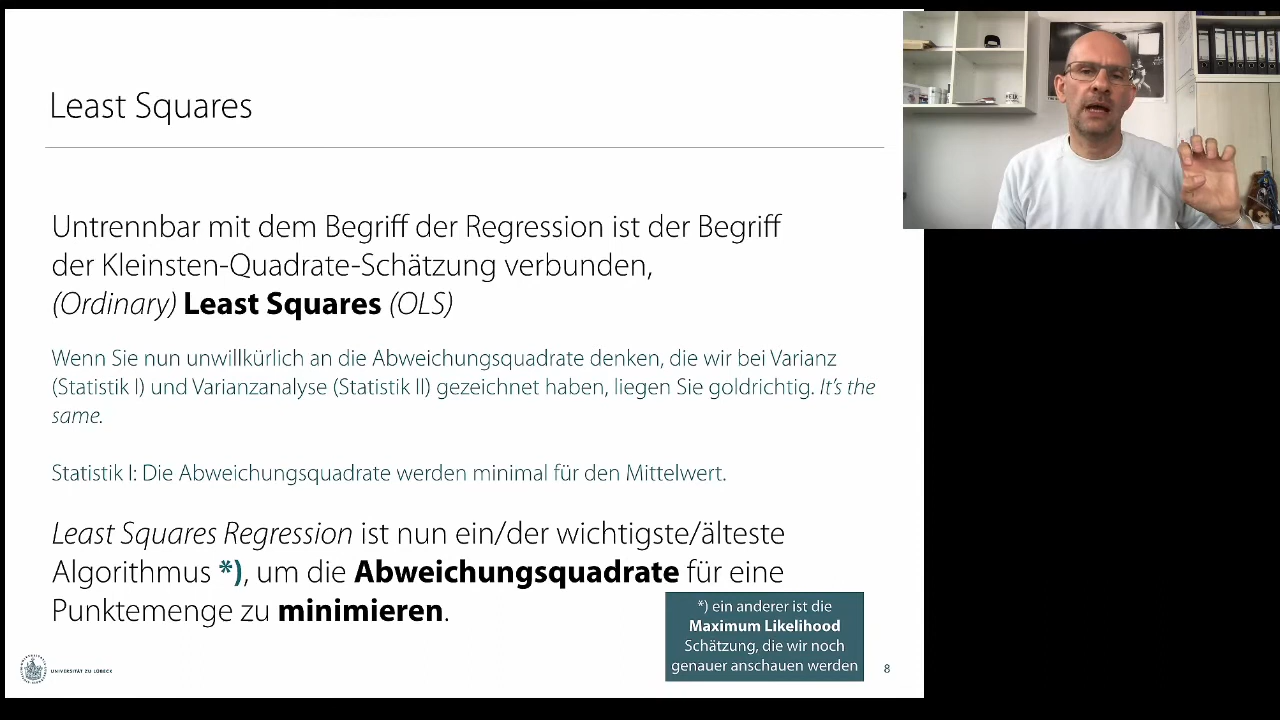 Least Squares
Untrennbar mit dem Begriff der Regression ist der Begriff
der Kleinsten-Quadrate-Schätzung verbunden,
(Ordinary) Least Squares (OLS)
Wenn Sie nun unwillkürlich an die Abweichungsquadrate denken, die wir bei Varianz
(Statistik I) und Varianzanalyse (Statistik II) gezeichnet haben, liegen Sie goldrichtig. It's the
same.
Statistik I: Die Abweichungsquadrate werden minimal für den Mittelwert.
Least Squares Regression ist nun ein/der wichtigste/älteste
Algorithmus *), um die Abweichungsquadrate für eine
Punktemenge zu minimieren.
*) ein anderer ist die
Maximum Likelihood
Schätzung, die wir noch
genauer anschauen werden
UNIVERSITÄT ZU LÜBECK
8